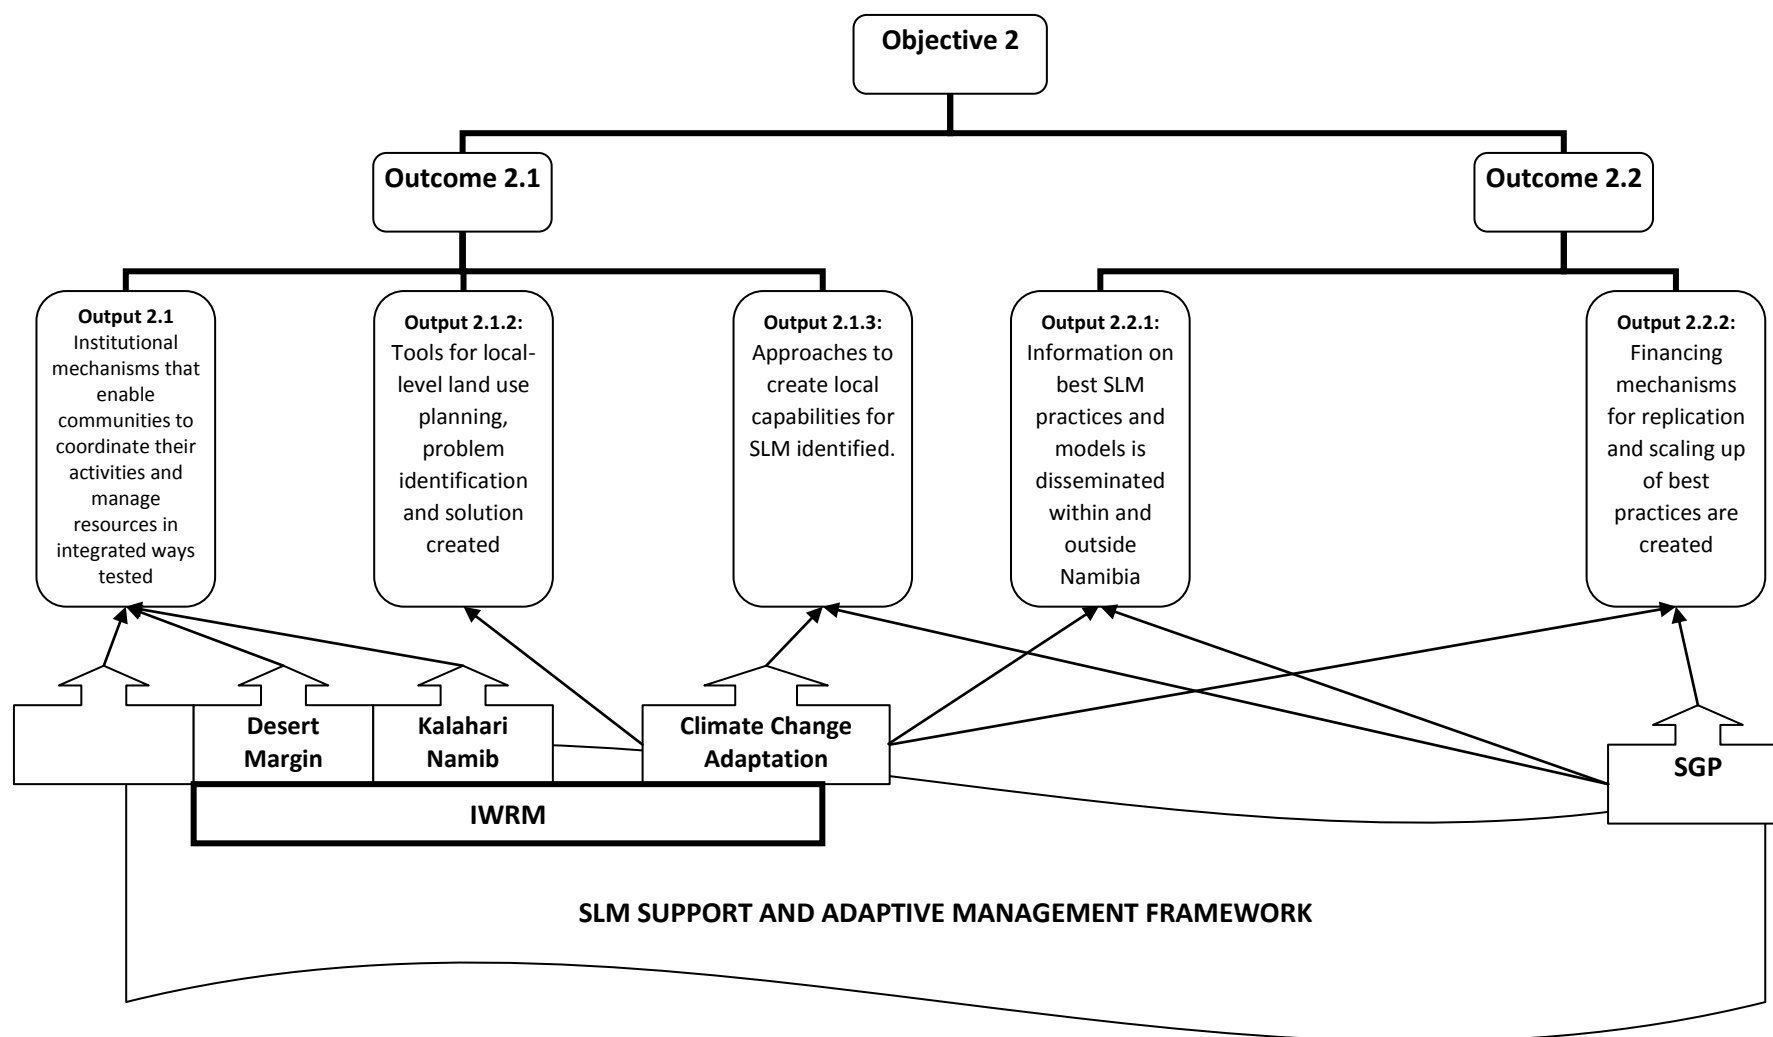 Objective 2
Outcome 2.1
Outcome 2.2
Output 2.1
Institutional
mechanisms that
enable
communities to
coordinate their
activities and
manage
resources in
integrated ways
tested
Output 2.1.2:
Tools for local-
level land use
planning,
problem
identification
and solution
created
Output 2.1.3:
Approaches to
create local
capabilities for
SLM identified.
Output 2.2.1:
Information on
best SLM
practices and
models is
disseminated
within and
outside
Namibia
Output 2.2.2:
Financing
mechanisms
for replication
and scaling up
of best
practices are
created
Desert
Margin
Kalahari
Namib
Climate Change
Adaptation
SGP
IWRM
SLM SUPPORT AND ADAPTIVE MANAGEMENT FRAMEWORK